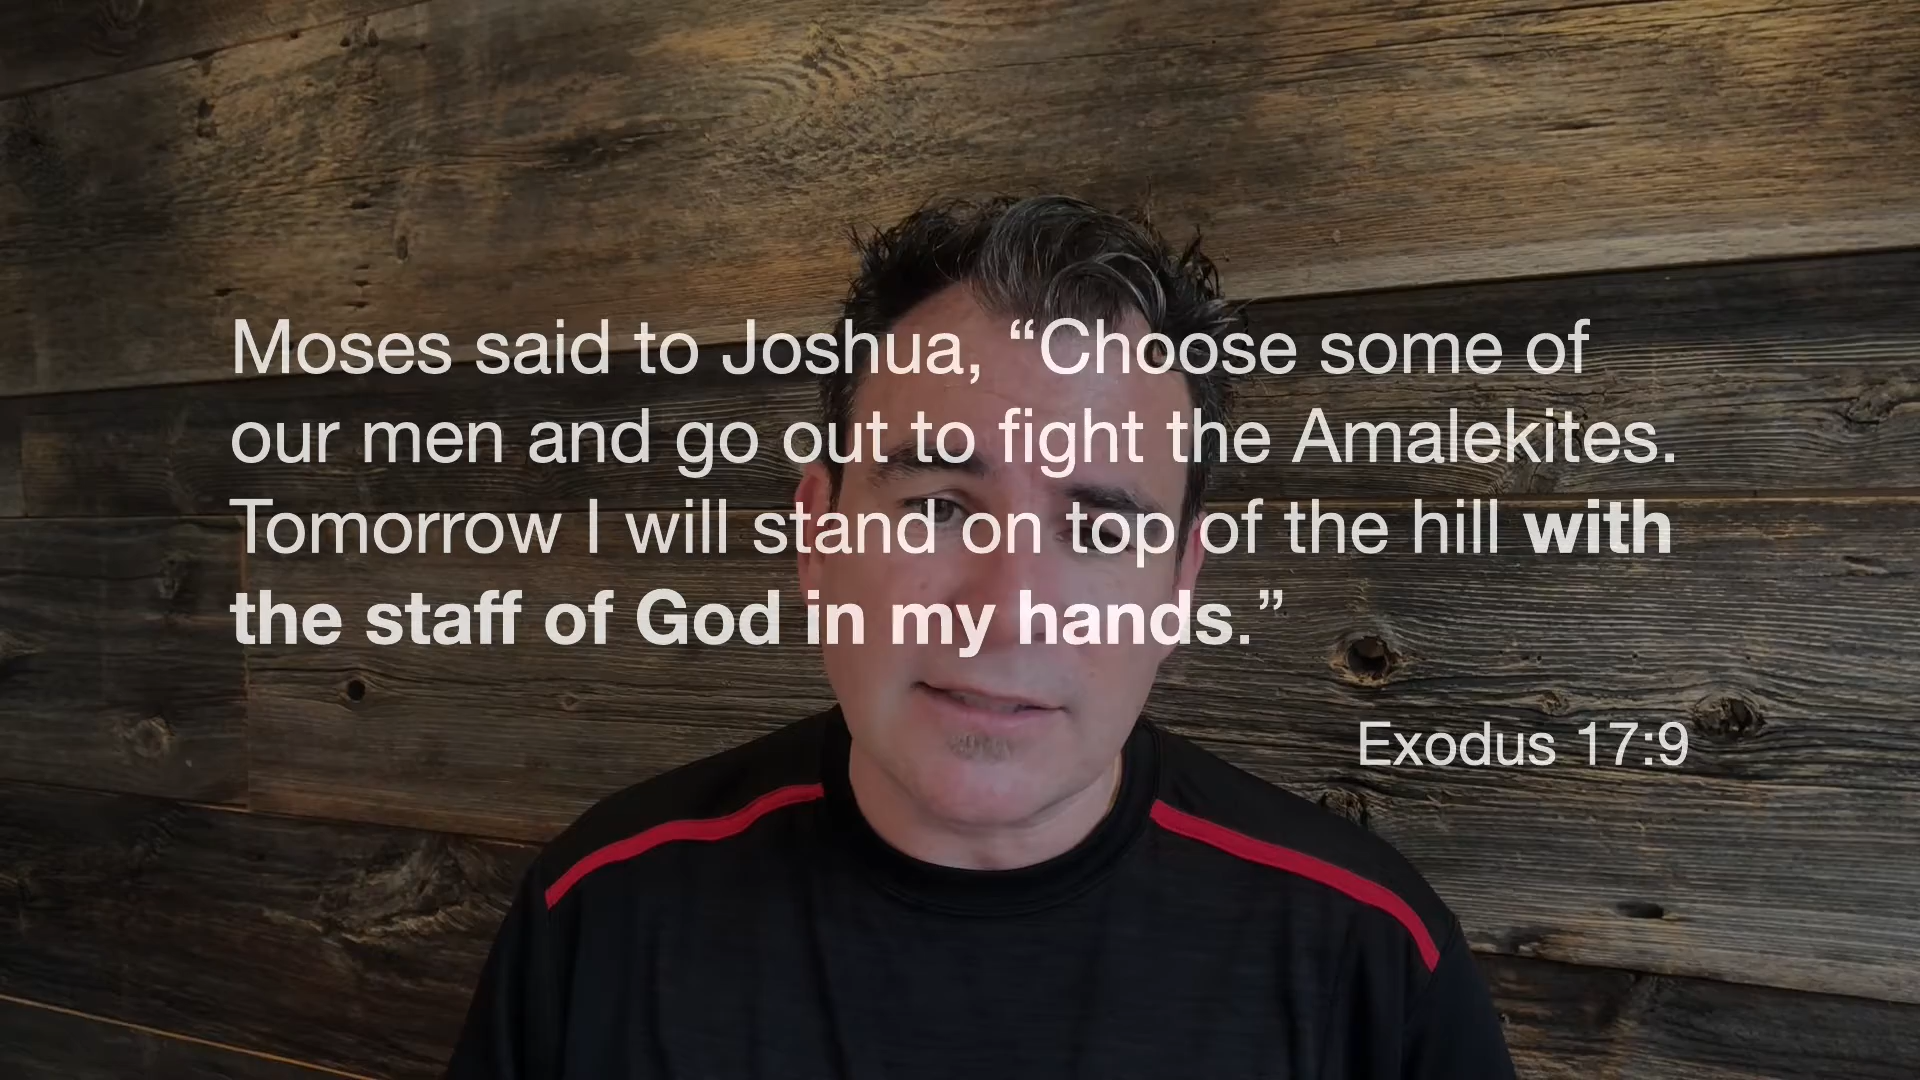 Moses said to Joshua, “Choose some of
our men and go out to fight the Amalekites.
Tomorrow I will stand on top of the hill with
the staff of God in my hands.”
Exodus 17:9